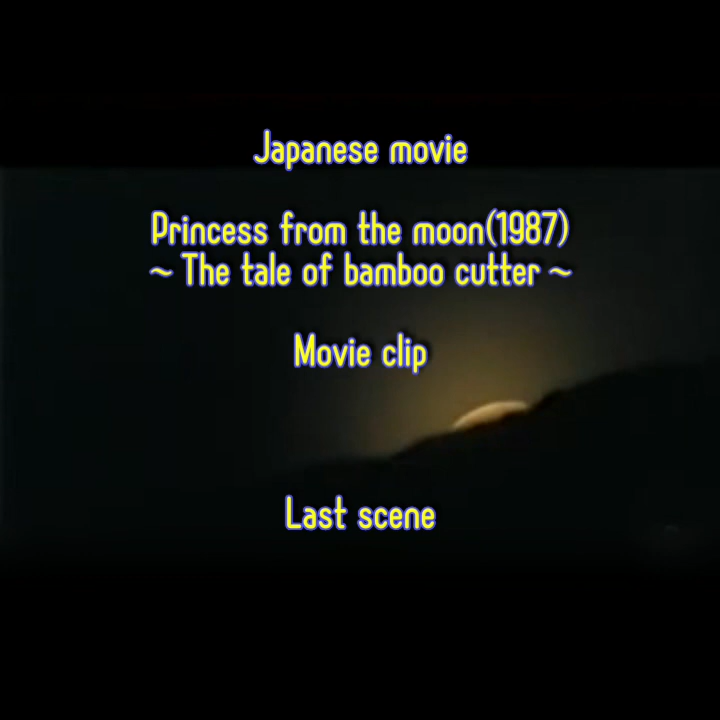 Japanese movie
Princess from the moon(1987)
~ The tale of bamboo cutter ~
Movie clip
Last scene